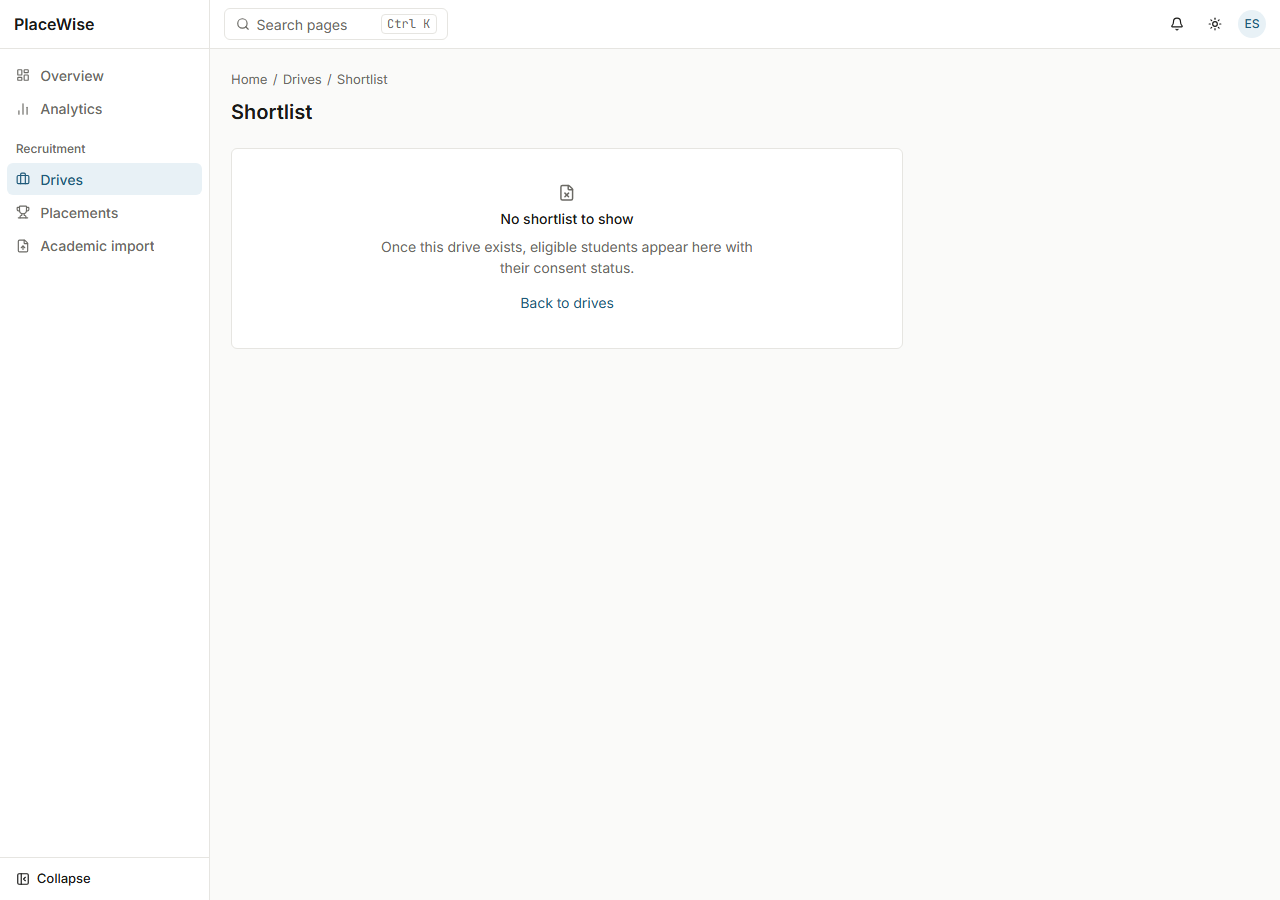 PlaceWise
Search pages
Ctrl K
ES
Overview
Analytics
Recruitment
Drives
Placements
Academic import
Collapse
Home / Drives / Shortlist
Shortlist
No shortlist to show
Once this drive exists, eligible students appear here with
their consent status.
Back to drives